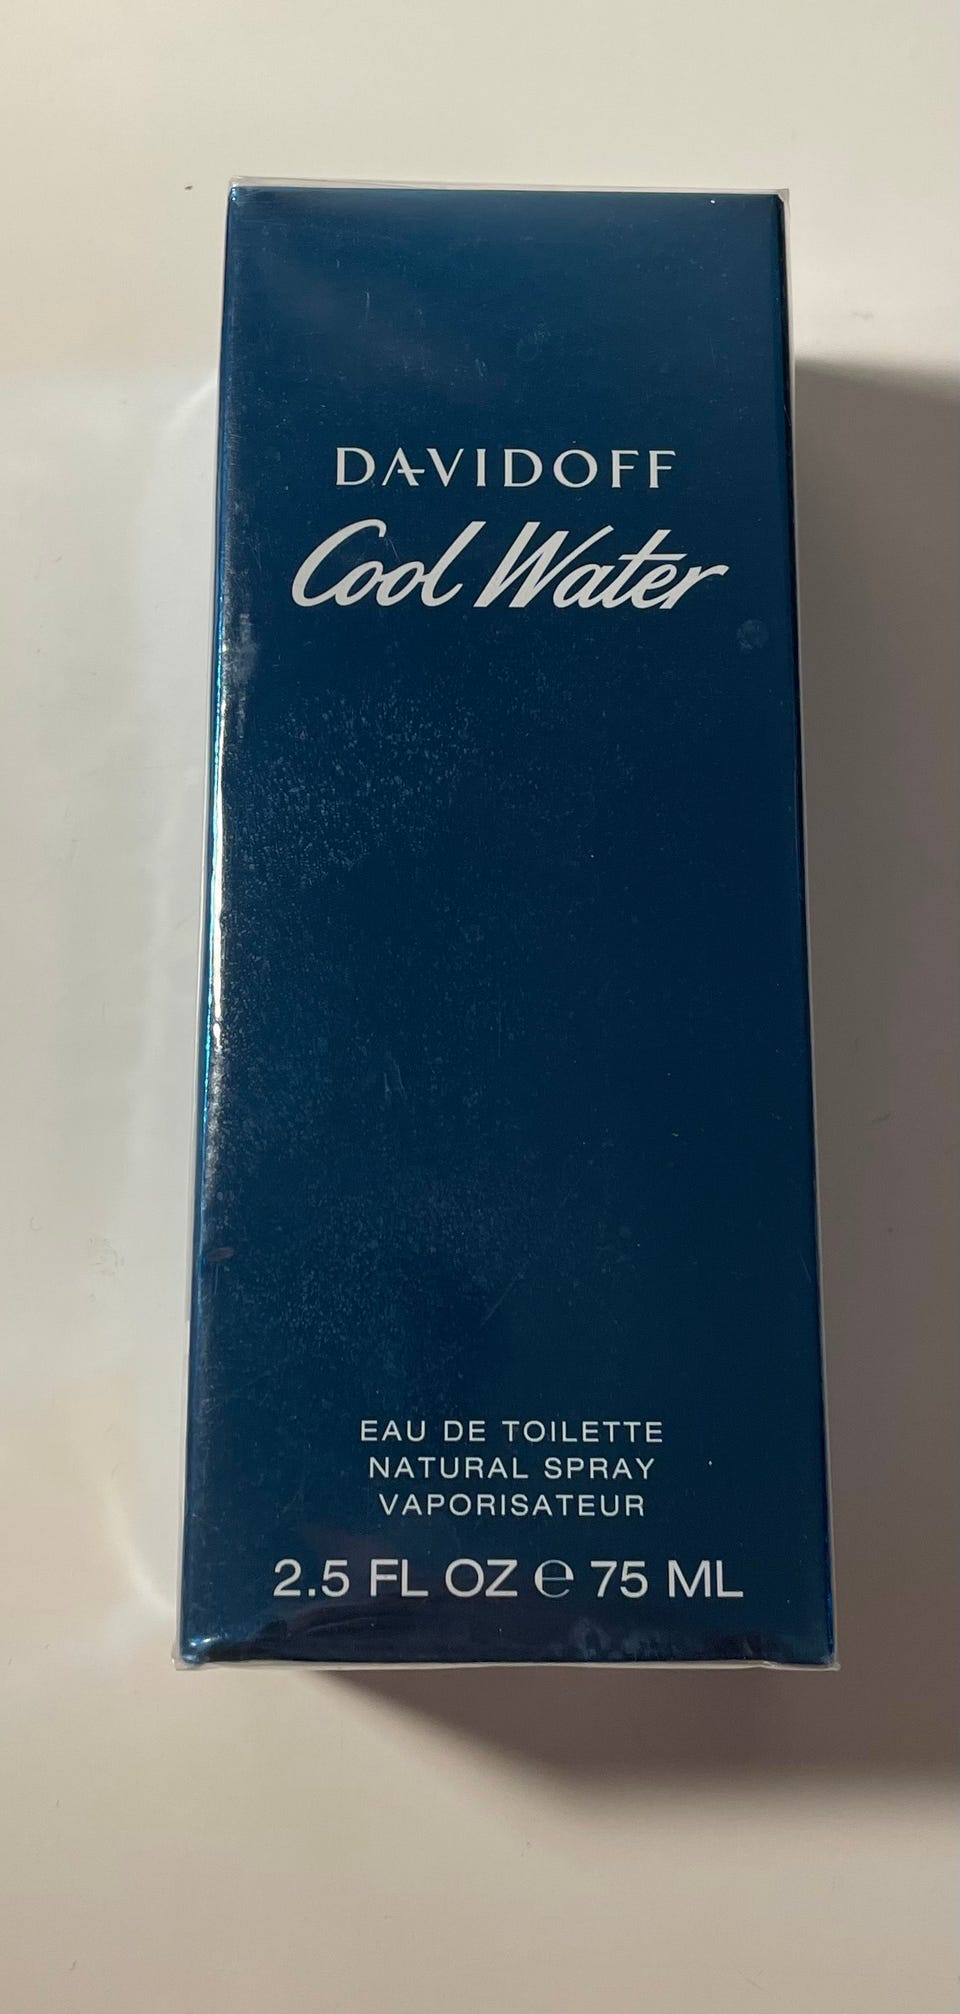 DAVIDOFF
Cool Water
EAU DE TOILETTE
NATURAL SPRAY
VAPORISATEUR
2.5 FL OZ ℮ 75 ML